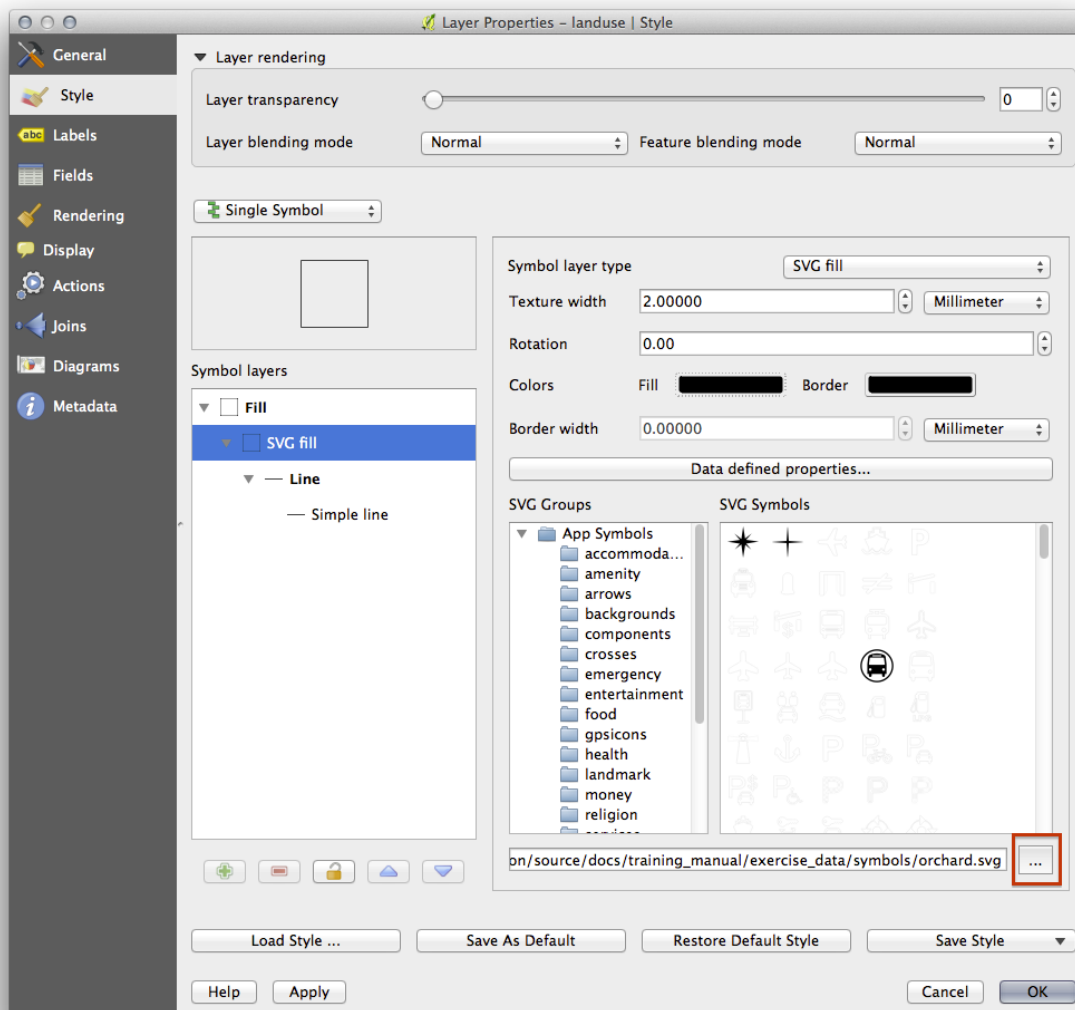 Layer Properties – landuse | Style
General
Style
abc Labels
Fields
Rendering
Display
Actions
Joins
Diagrams
Metadata
Layer rendering
Layer transparency 0
Layer blending mode Normal Feature blending mode Normal
Single Symbol
Symbol layers
Fill
SVG fill
Line
Simple line
Symbol layer type SVG fill
Texture width 2.00000 Millimeter
Rotation 0.00
Colors Fill Border
Border width 0.00000 Millimeter
Data defined properties...
SVG Groups SVG Symbols
App Symbols
accommoda...
amenity
arrows
backgrounds
components
crosses
emergency
entertainment
food
gpsicons
health
landmark
money
religion
on/source/docs/training_manual/exercise_data/symbols/orchard.svg ...
Load Style ... Save As Default Restore Default Style Save Style
Help Apply Cancel OK